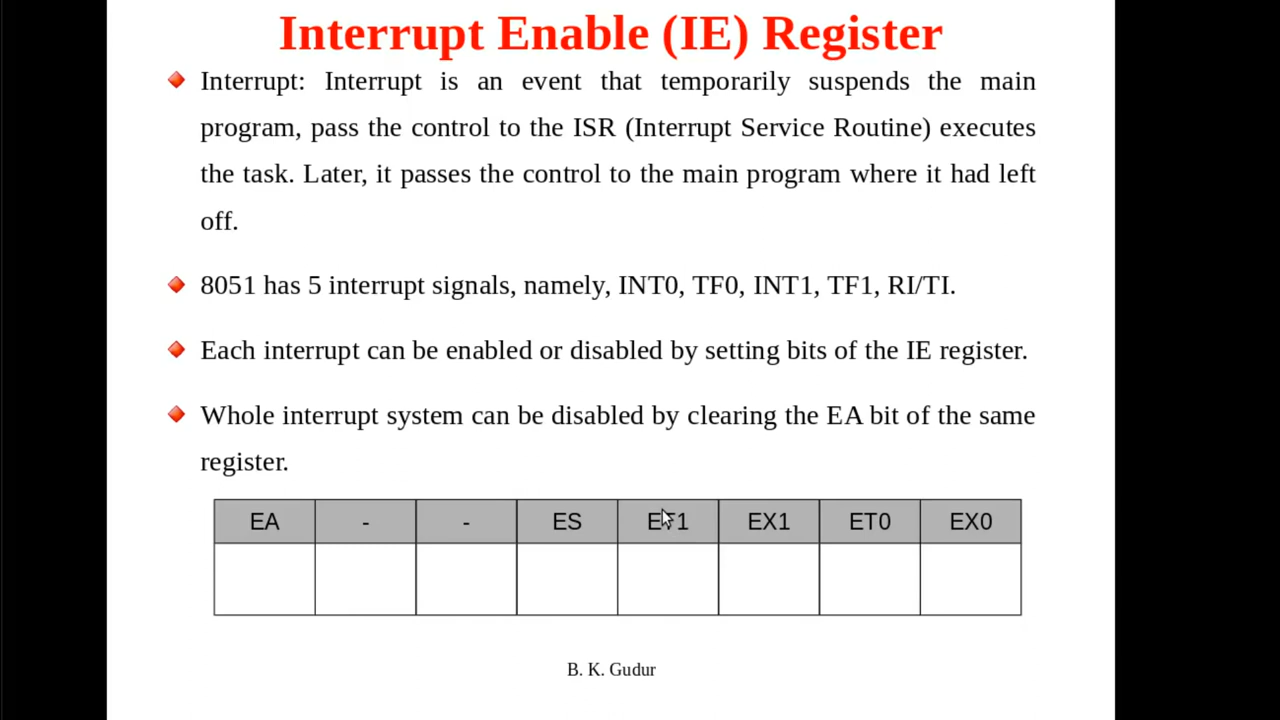 Interrupt Enable (IE) Register
Interrupt: Interrupt is an event that temporarily suspends the main
program, pass the control to the ISR (Interrupt Service Routine) executes
the task. Later, it passes the control to the main program where it had left
off.
8051 has 5 interrupt signals, namely, INT0, TF0, INT1, TF1, RI/TI.
Each interrupt can be enabled or disabled by setting bits of the IE register.
Whole interrupt system can be disabled by clearing the EA bit of the same
register.
EA - - ES ET1 EX1 ET0 EX0
B. K. Gudur